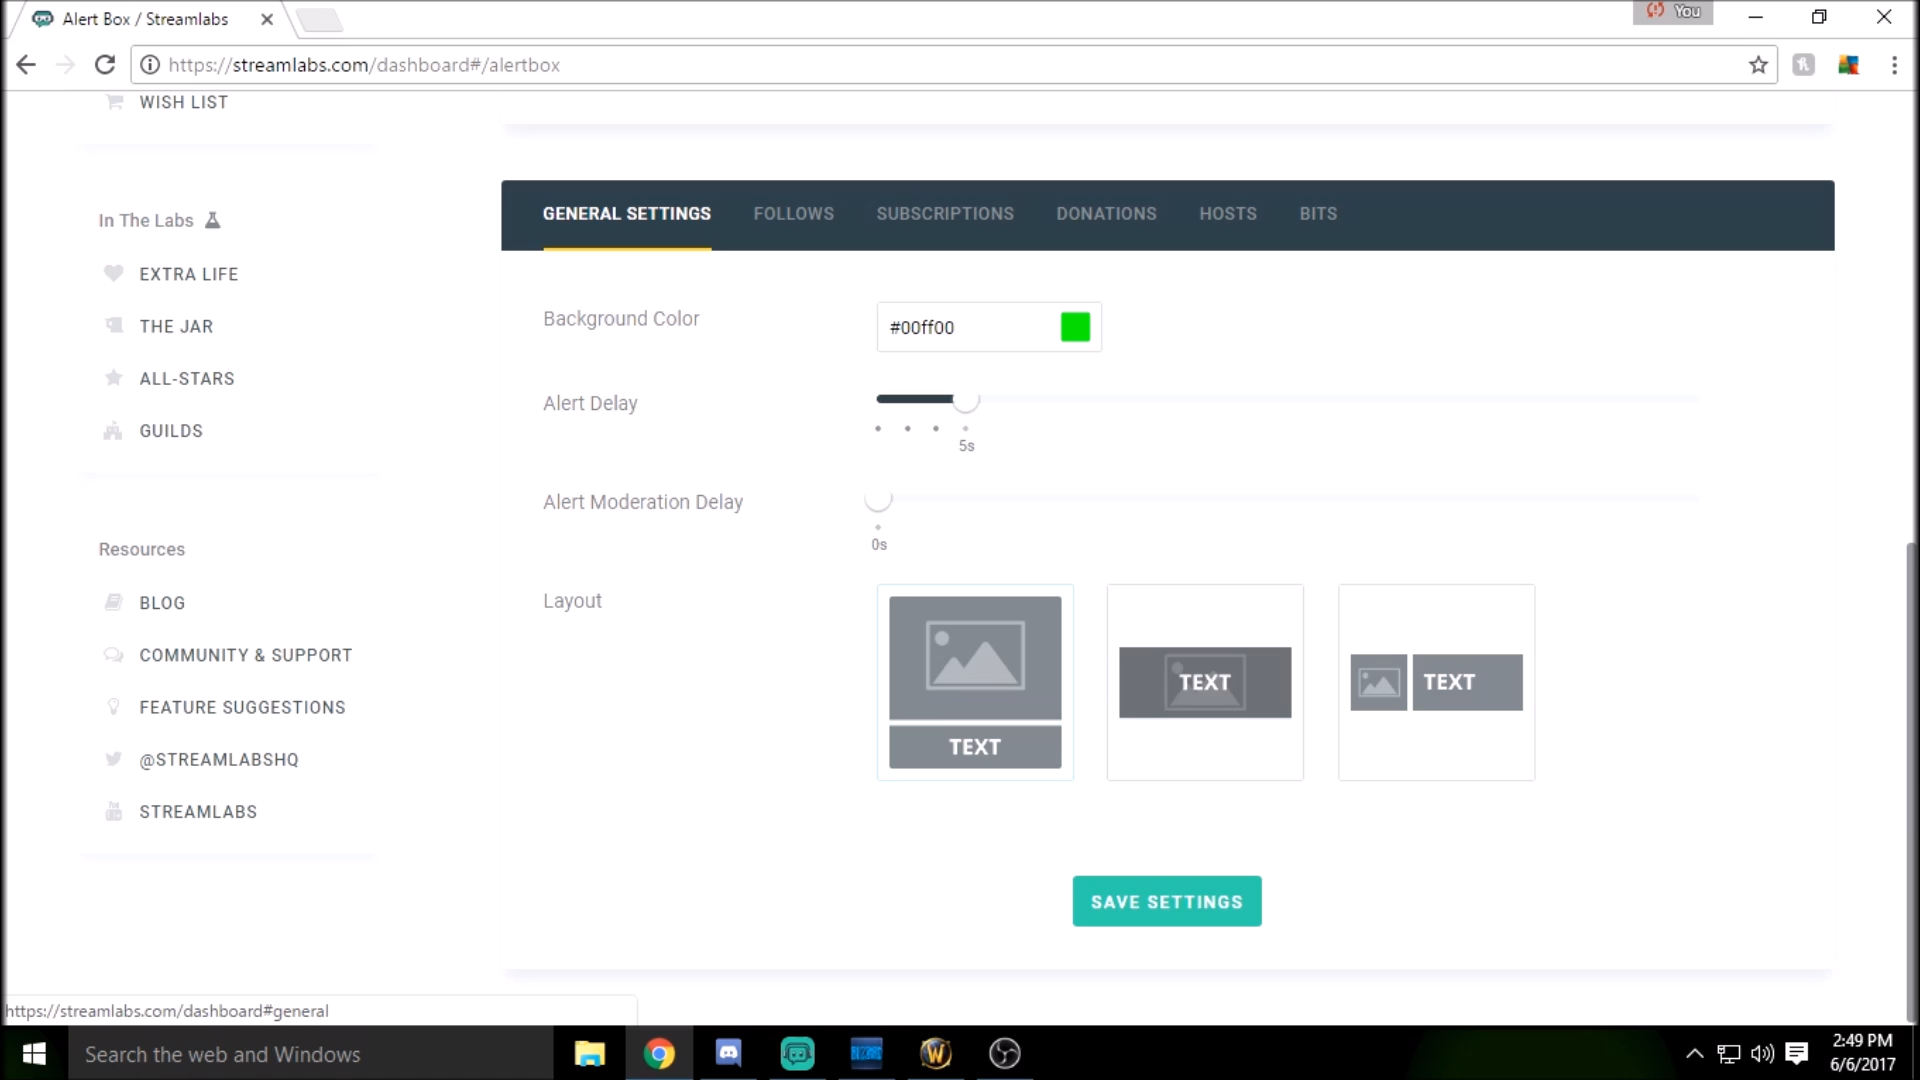 Alert Box / Streamlabs
You
https://streamlabs.com/dashboard#/alertbox
WISH LIST
In The Labs
EXTRA LIFE
THE JAR
ALL-STARS
GUILDS
Resources
BLOG
COMMUNITY & SUPPORT
FEATURE SUGGESTIONS
@STREAMLABSHQ
STREAMLABS
GENERAL SETTINGS FOLLOWS SUBSCRIPTIONS DONATIONS HOSTS BITS
Background Color #00ff00
Alert Delay
5s
Alert Moderation Delay
0s
Layout
TEXT
TEXT
TEXT
SAVE SETTINGS
https://streamlabs.com/dashboard#general
Search the web and Windows
BLIZZARD
W
2:49 PM
6/6/2017